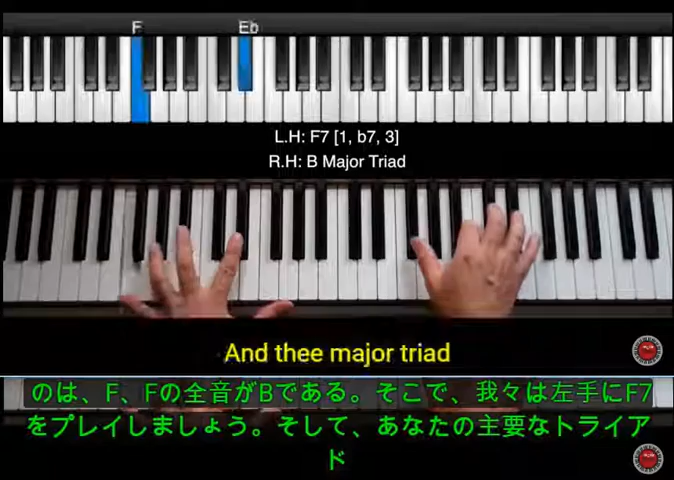 F Eb
L.H: F7 [1, b7, 3]
R.H: B Major Triad
And thee major triad
のは、F、Fの全音がBである。そこで、我々は左手にF7
をプレイしましょう。そして、あなたの主要なトライア
ド